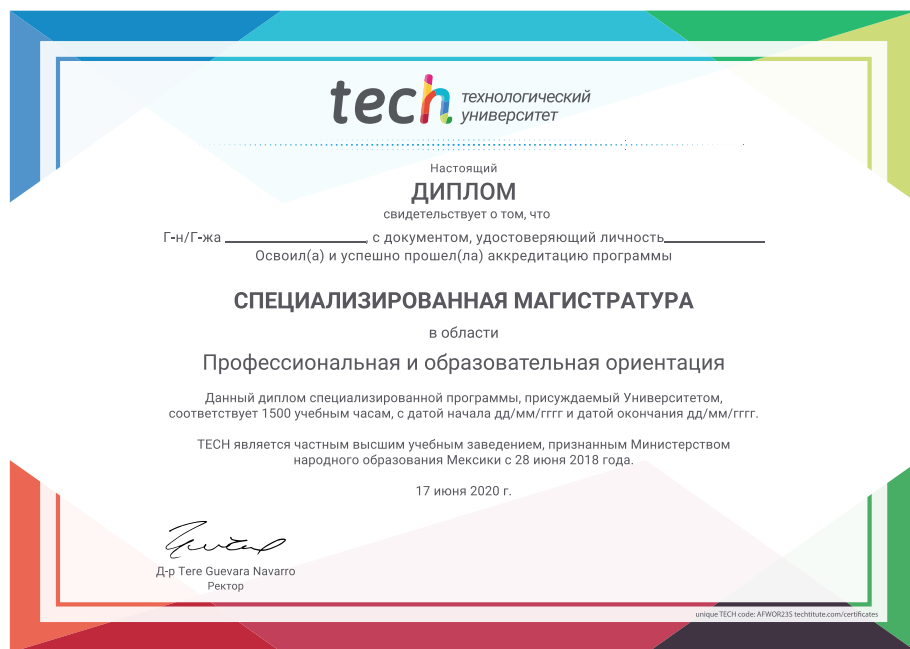 tech технологический
университет
Настоящий
ДИПЛОМ
свидетельствует о том, что
Г-н/Г-жа ____________, с документом, удостоверяющий личность____________
Освоил(а) и успешно прошел(ла) аккредитацию программы
СПЕЦИАЛИЗИРОВАННАЯ МАГИСТРАТУРА
в области
Профессиональная и образовательная ориентация
Данный диплом специализированной программы, присуждаемый Университетом,
соответствует 1500 учебным часам, с датой начала дд/мм/гггг и датой окончания дд/мм/гггг.
TECH является частным высшим учебным заведением, признанным Министерством
народного образования Мексики с 28 июня 2018 года.
17 июня 2020 г.
Д-р Tere Guevara Navarro
Ректор
unique TECH code: AFWOR23S techtitute.com/certificates